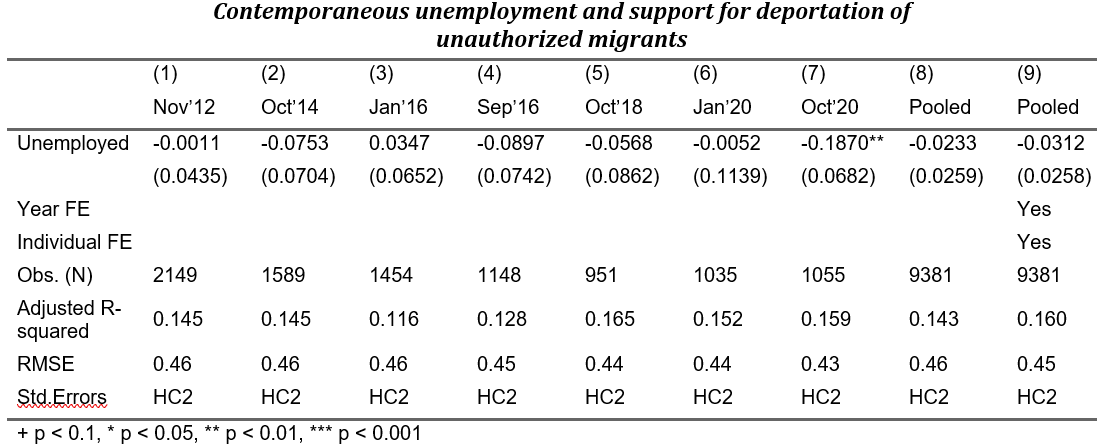 Contemporaneous unemployment and support for deportation of
unauthorized migrants
(1) (2) (3) (4) (5) (6) (7) (8) (9)
Nov’12 Oct’14 Jan’16 Sep’16 Oct’18 Jan’20 Oct’20 Pooled Pooled
Unemployed -0.0011 -0.0753 0.0347 -0.0897 -0.0568 -0.0052 -0.1870** -0.0233 -0.0312
(0.0435) (0.0704) (0.0652) (0.0742) (0.0862) (0.1139) (0.0682) (0.0259) (0.0258)
Year FE Yes
Individual FE Yes
Obs. (N) 2149 1589 1454 1148 951 1035 1055 9381 9381
Adjusted R-
squared 0.145 0.145 0.116 0.128 0.165 0.152 0.159 0.143 0.160
RMSE 0.46 0.46 0.46 0.45 0.44 0.44 0.43 0.46 0.45
Std.Errors HC2 HC2 HC2 HC2 HC2 HC2 HC2 HC2 HC2
+ p < 0.1, * p < 0.05, ** p < 0.01, *** p < 0.001